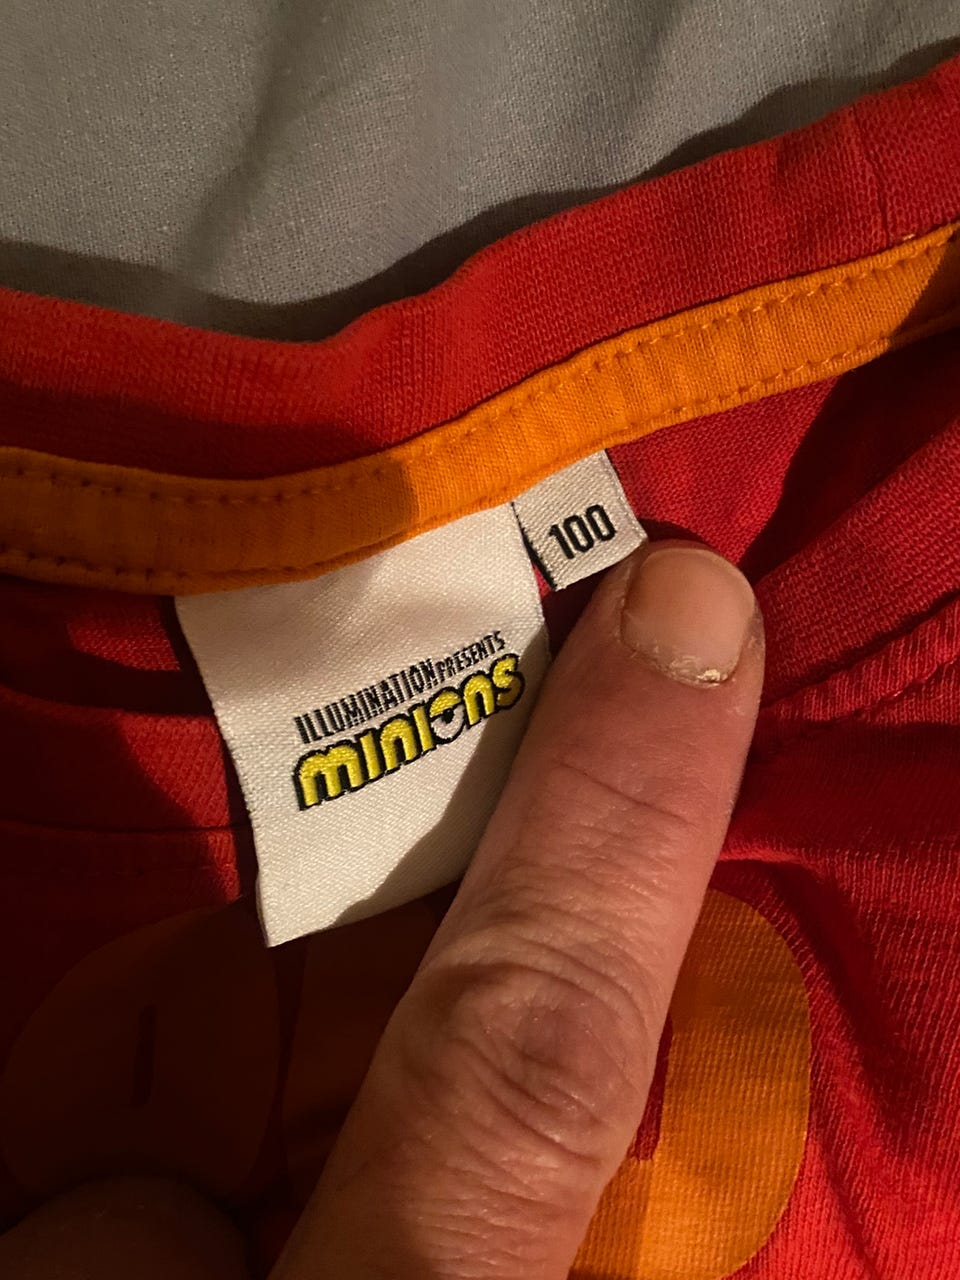 100
ILLUMINATION PRESENTS
minions